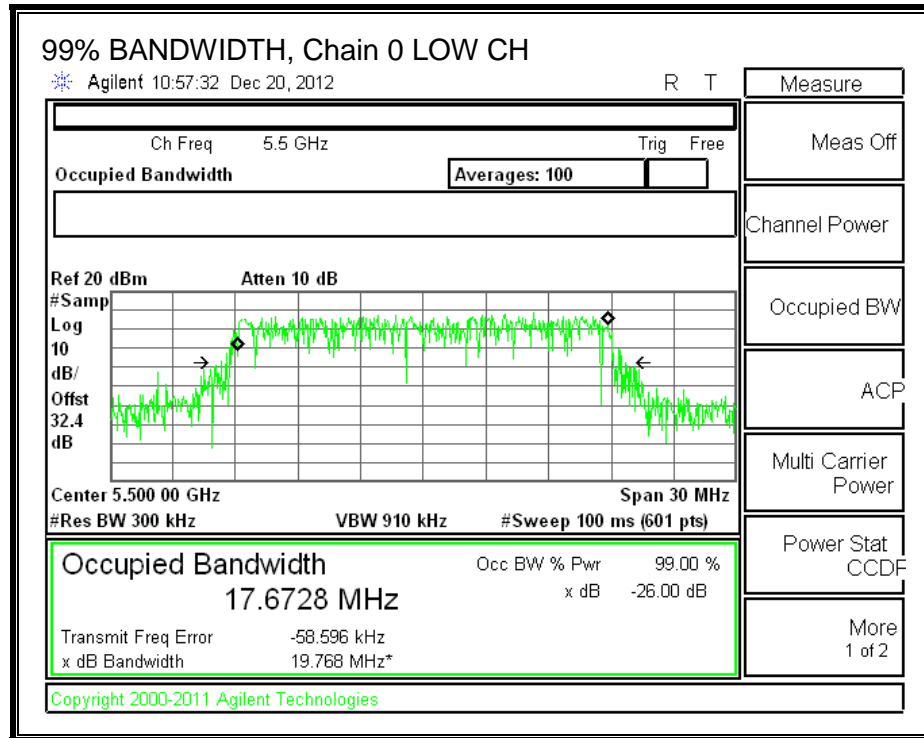 99% BANDWIDTH, Chain 0 LOW CH
Agilent 10:57:32 Dec 20, 2012 R T
Measure
Ch Freq 5.5 GHz Trig Free
Meas Off
Occupied Bandwidth Averages: 100
Channel Power
Ref 20 dBm Atten 10 dB
#Samp
Log
10
dB/
Offst
32.4
dB
Occupied BW
ACP
Multi Carrier
Power
Center 5.500 00 GHz Span 30 MHz
#Res BW 300 kHz VBW 910 kHz #Sweep 100 ms (601 pts)
Power Stat
CCDF
Occupied Bandwidth Occ BW % Pwr 99.00 %
17.6728 MHz x dB -26.00 dB
Transmit Freq Error -58.596 kHz
x dB Bandwidth 19.768 MHz*
More
1 of 2
Copyright 2000-2011 Agilent Technologies